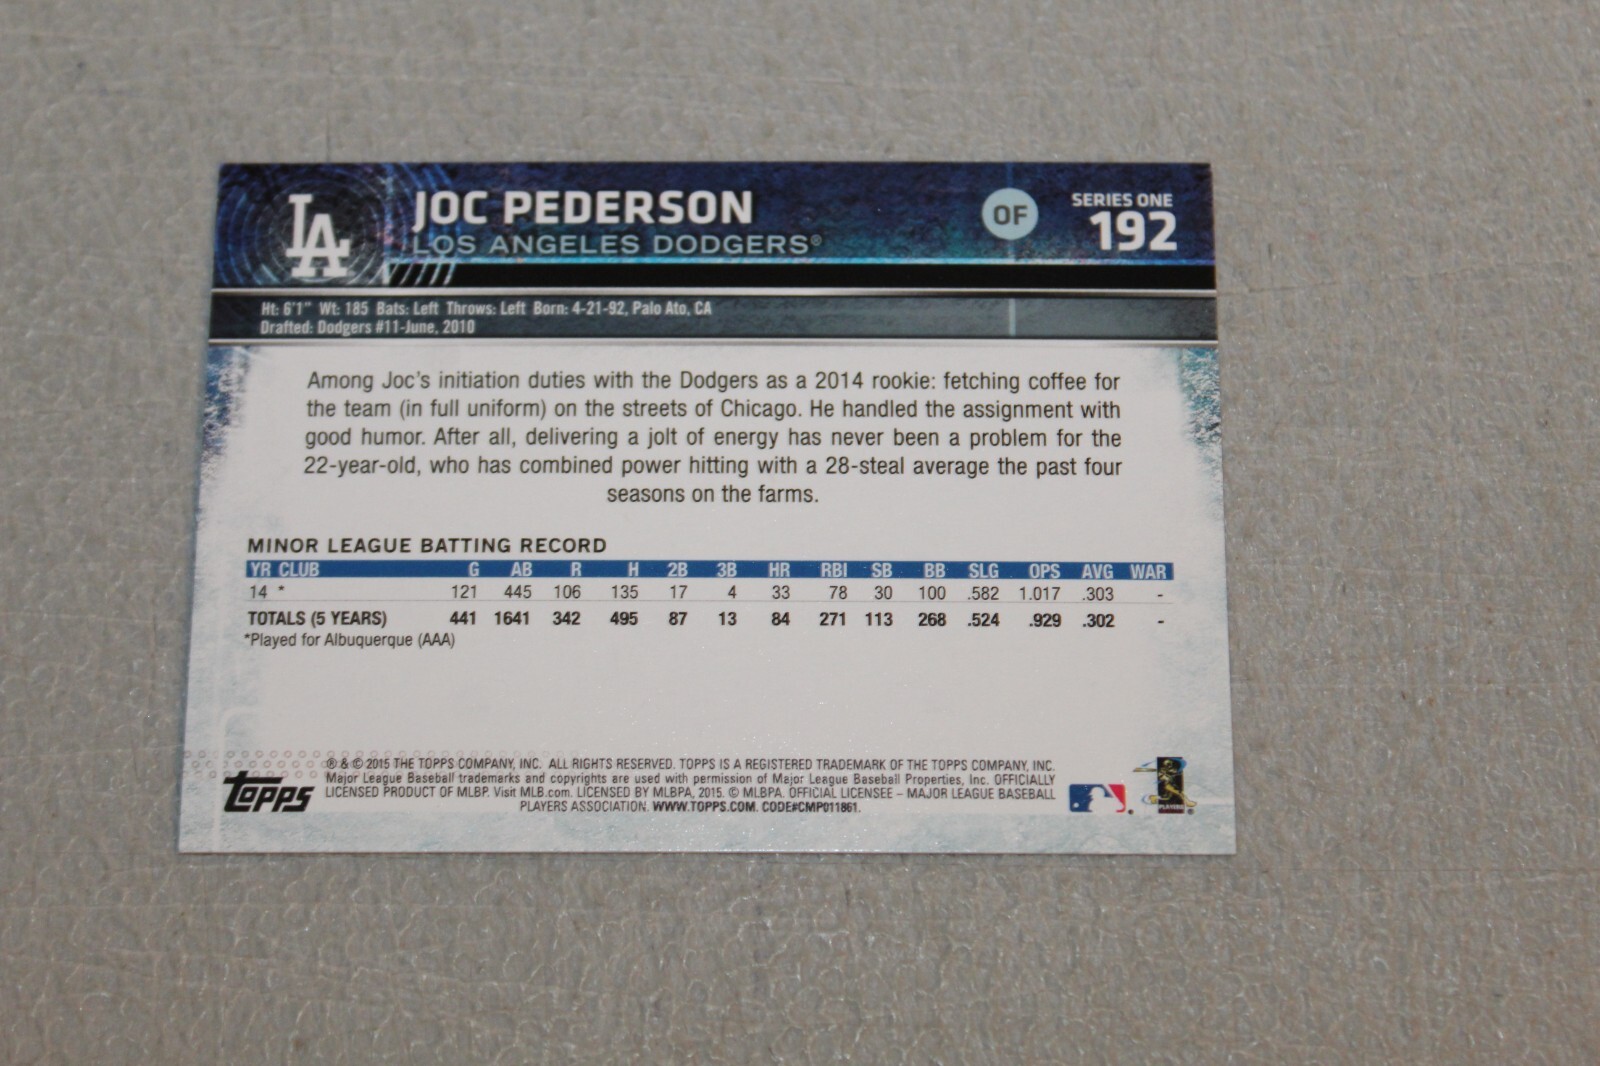 LA
JOC PEDERSON
LOS ANGELES DODGERS®
OF
SERIES ONE
192
Ht: 6'1" Wt: 185 Bats: Left Throws: Left Born: 4-21-92, Palo Ato, CA
Drafted: Dodgers #11-June, 2010
Among Joc's initiation duties with the Dodgers as a 2014 rookie: fetching coffee for
the team (in full uniform) on the streets of Chicago. He handled the assignment with
good humor. After all, delivering a jolt of energy has never been a problem for the
22-year-old, who has combined power hitting with a 28-steal average the past four
seasons on the farms.
MINOR LEAGUE BATTING RECORD
YR CLUB G AB R H 2B 3B HR RBI SB BB SLG OPS AVG WAR
14 * 121 445 106 135 17 4 33 78 30 100 .582 1.017 .303 -
TOTALS (5 YEARS) 441 1641 342 495 87 13 84 271 113 268 .524 .929 .302 -
*Played for Albuquerque (AAA)
® & © 2015 THE TOPPS COMPANY, INC. ALL RIGHTS RESERVED. TOPPS IS A REGISTERED TRADEMARK OF THE TOPPS COMPANY, INC.
Major League Baseball trademarks and copyrights are used with permission of Major League Baseball Properties, Inc. OFFICIALLY
LICENSED PRODUCT OF MLBP. Visit MLB.com. LICENSED BY MLBPA, 2015. © MLBPA. OFFICIAL LICENSEE – MAJOR LEAGUE BASEBALL
PLAYERS ASSOCIATION. WWW.TOPPS.COM. CODE#CMP011861.
TOPPS
PLAYERS